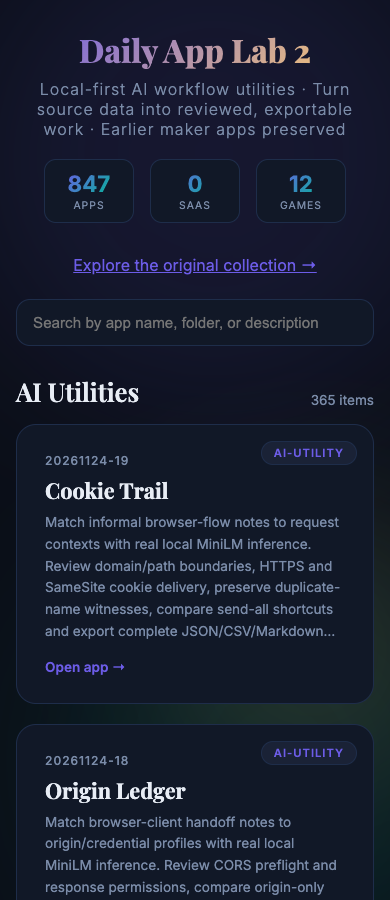 Daily App Lab 2
Local-first AI workflow utilities · Turn
source data into reviewed, exportable
work · Earlier maker apps preserved
847
APPS
0
SAAS
12
GAMES
Explore the original collection →
Search by app name, folder, or description
AI Utilities
365 items
AI-UTILITY
20261124-19
Cookie Trail
Match informal browser-flow notes to request
contexts with real local MiniLM inference.
Review domain/path boundaries, HTTPS and
SameSite cookie delivery, preserve duplicate-
name witnesses, compare send-all shortcuts
and export complete JSON/CSV/Markdown...
Open app →
AI-UTILITY
20261124-18
Origin Ledger
Match browser-client handoff notes to
origin/credential profiles with real local
MiniLM inference. Review CORS preflight and
response permissions, compare origin-only